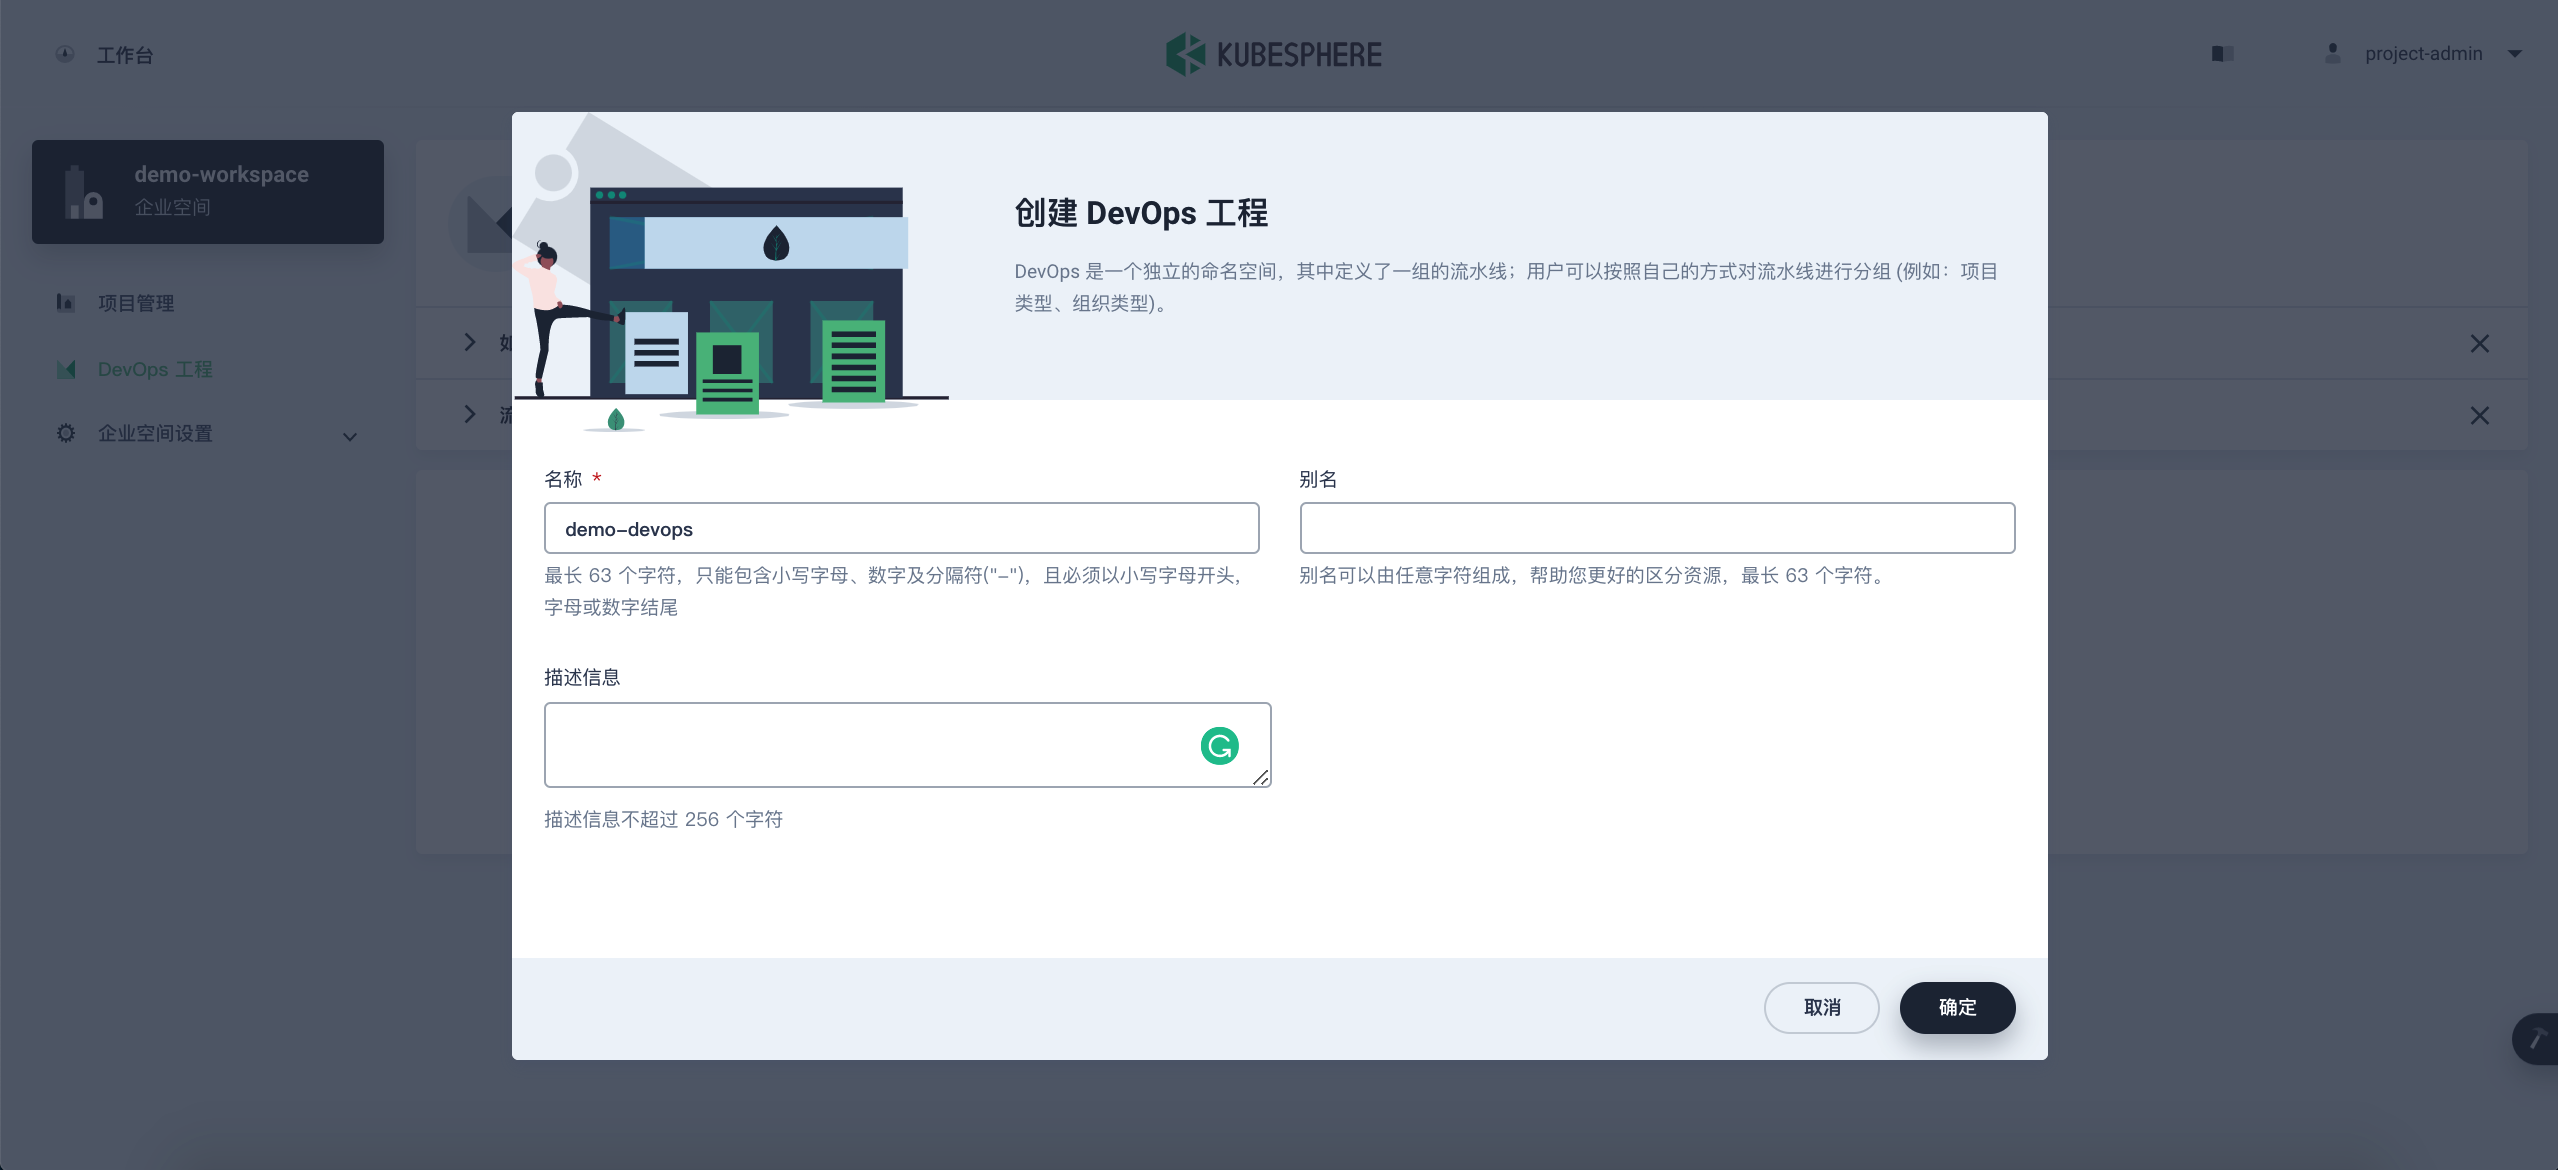 工作台
KUBESPHERE
project-admin
demo-workspace
企业空间
项目管理
DevOps 工程
企业空间设置
如
流
创建 DevOps 工程
DevOps 是一个独立的命名空间，其中定义了一组的流水线；用户可以按照自己的方式对流水线进行分组 (例如：项目
类型、组织类型)。
名称 *
demo-devops
最长 63 个字符，只能包含小写字母、数字及分隔符("-")，且必须以小写字母开头，
字母或数字结尾
别名
别名可以由任意字符组成，帮助您更好的区分资源，最长 63 个字符。
描述信息
描述信息不超过 256 个字符
取消
确定